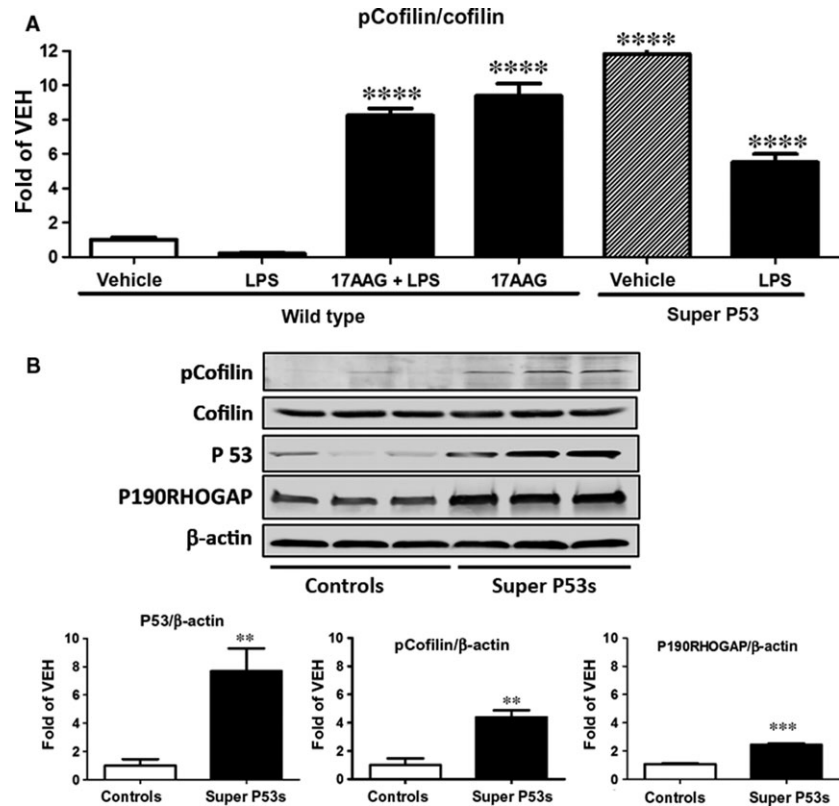 A
pCofilin/cofilin
**** **** **** ****
Fold of VEH
12
10
8
6
4
2
0
Vehicle LPS 17AAG + LPS 17AAG Vehicle LPS
Wild type Super P53
B
pCofilin
Cofilin
P 53
P190RHOGAP
β-actin
Controls Super P53s
P53/β-actin
**
Fold of VEH
10
8
6
4
2
0
Controls Super P53s
pCofilin/β-actin
**
Fold of VEH
10
8
6
4
2
0
Controls Super P53s
P190RHOGAP/β-actin
***
Fold of VEH
10
8
6
4
2
0
Controls Super P53s